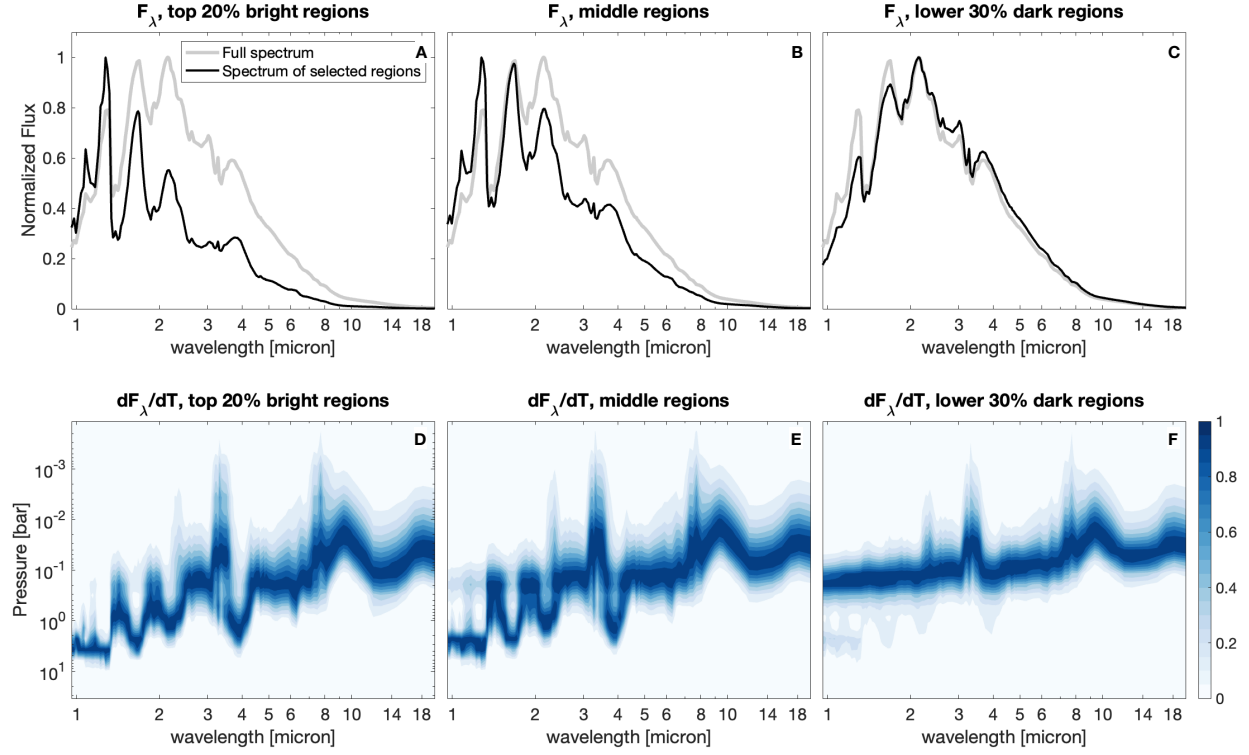 F_λ, top 20% bright regions
F_λ, middle regions
F_λ, lower 30% dark regions
Full spectrum
Spectrum of selected regions
A
B
C
Normalized Flux
1
0.8
0.6
0.4
0.2
0
1 2 3 4 5 6 8 10 14 18
1 2 3 4 5 6 8 10 14 18
1 2 3 4 5 6 8 10 14 18
wavelength [micron]
wavelength [micron]
wavelength [micron]
dF_λ/dT, top 20% bright regions
dF_λ/dT, middle regions
dF_λ/dT, lower 30% dark regions
D
E
F
Pressure [bar]
10^-3
10^-2
10^-1
10^0
10^1
1 2 3 4 5 6 8 10 14 18
1 2 3 4 5 6 8 10 14 18
1 2 3 4 5 6 8 10 14 18
wavelength [micron]
wavelength [micron]
wavelength [micron]
1
0.8
0.6
0.4
0.2
0